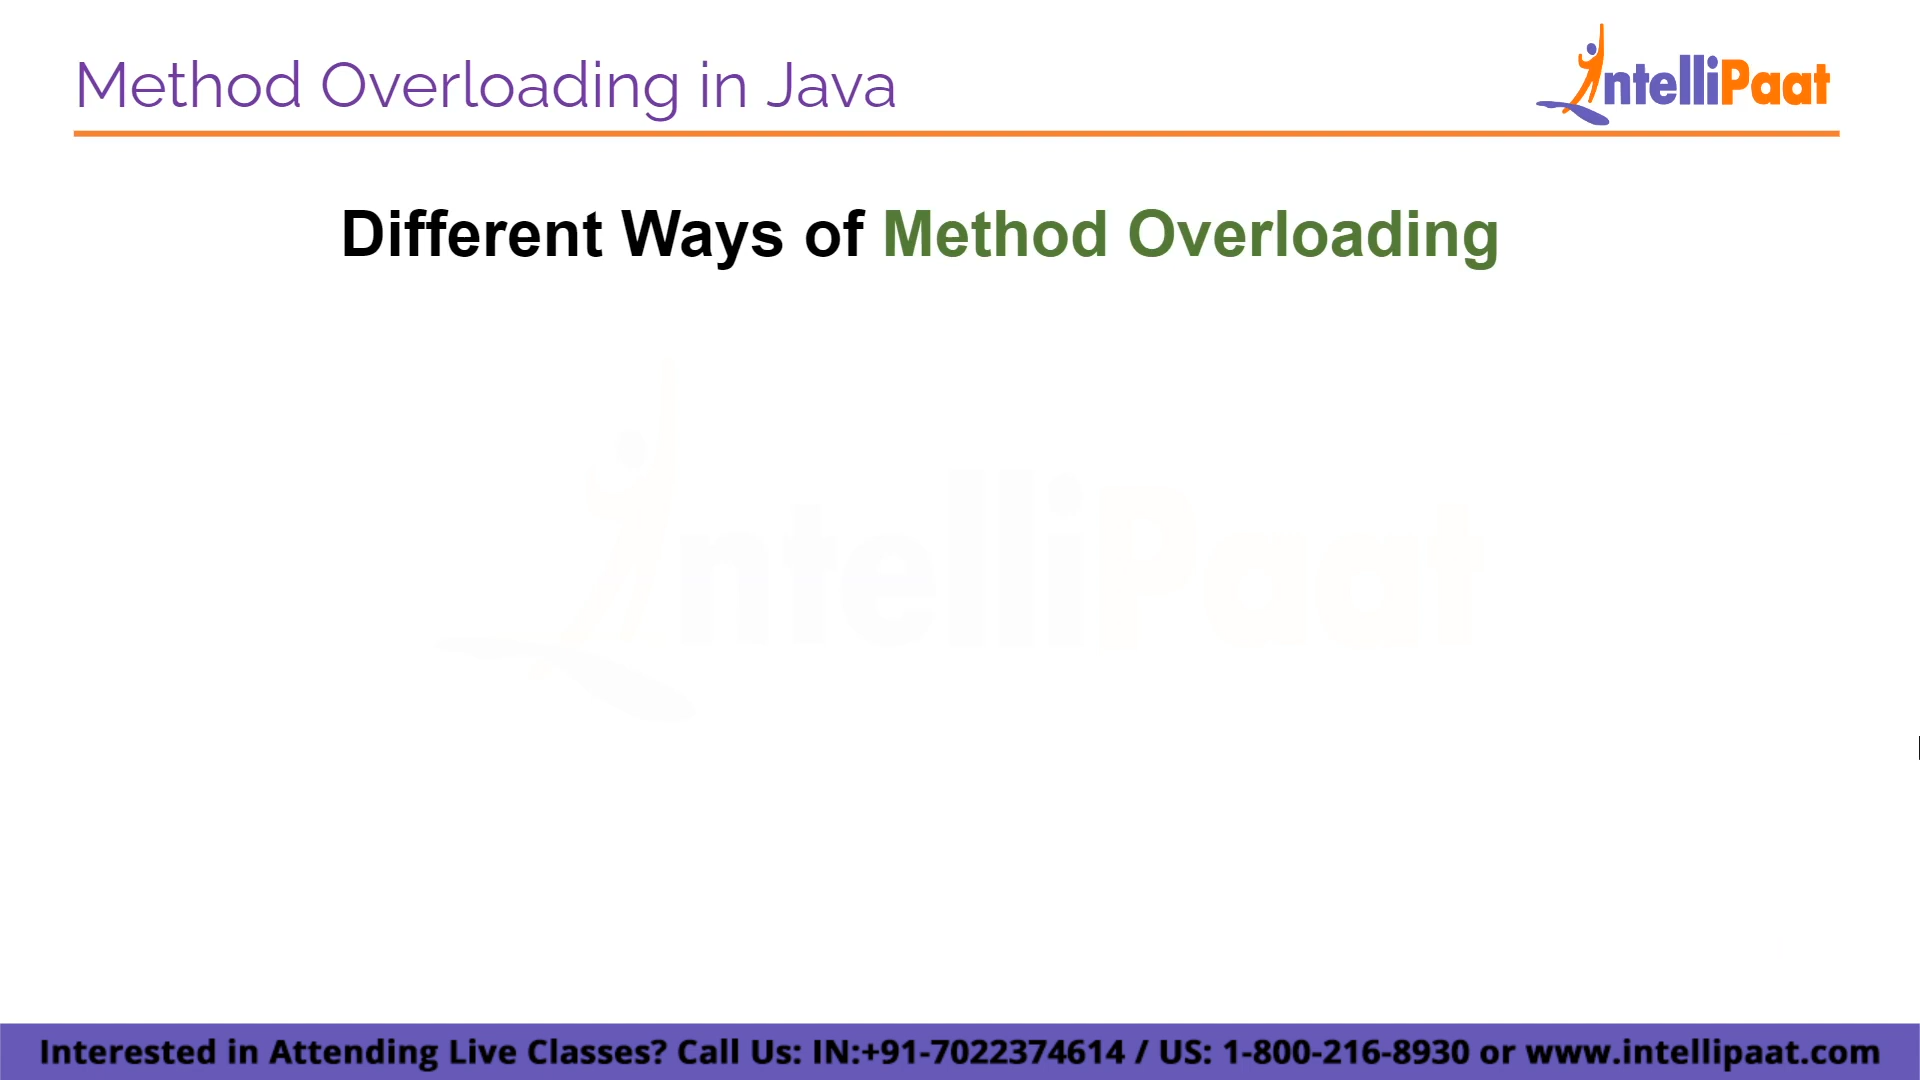 Method Overloading in Java
IntelliPaat
Different Ways of Method Overloading
IntelliPaat
Interested in Attending Live Classes? Call Us: IN:+91-7022374614 / US: 1-800-216-8930 or www.intellipaat.com